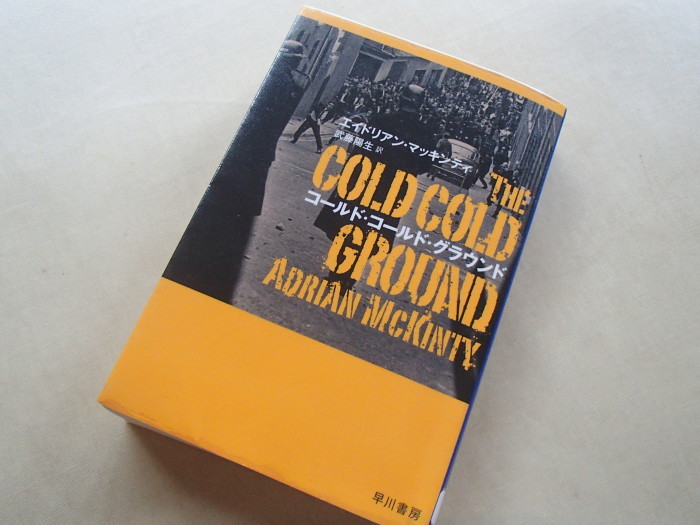 エイドリアン・マッキンティ
武藤陽生 訳
THE
COLD COLD
コールド・コールド・グラウンド
GROUND
ADRIAN McKINTY
早川書房